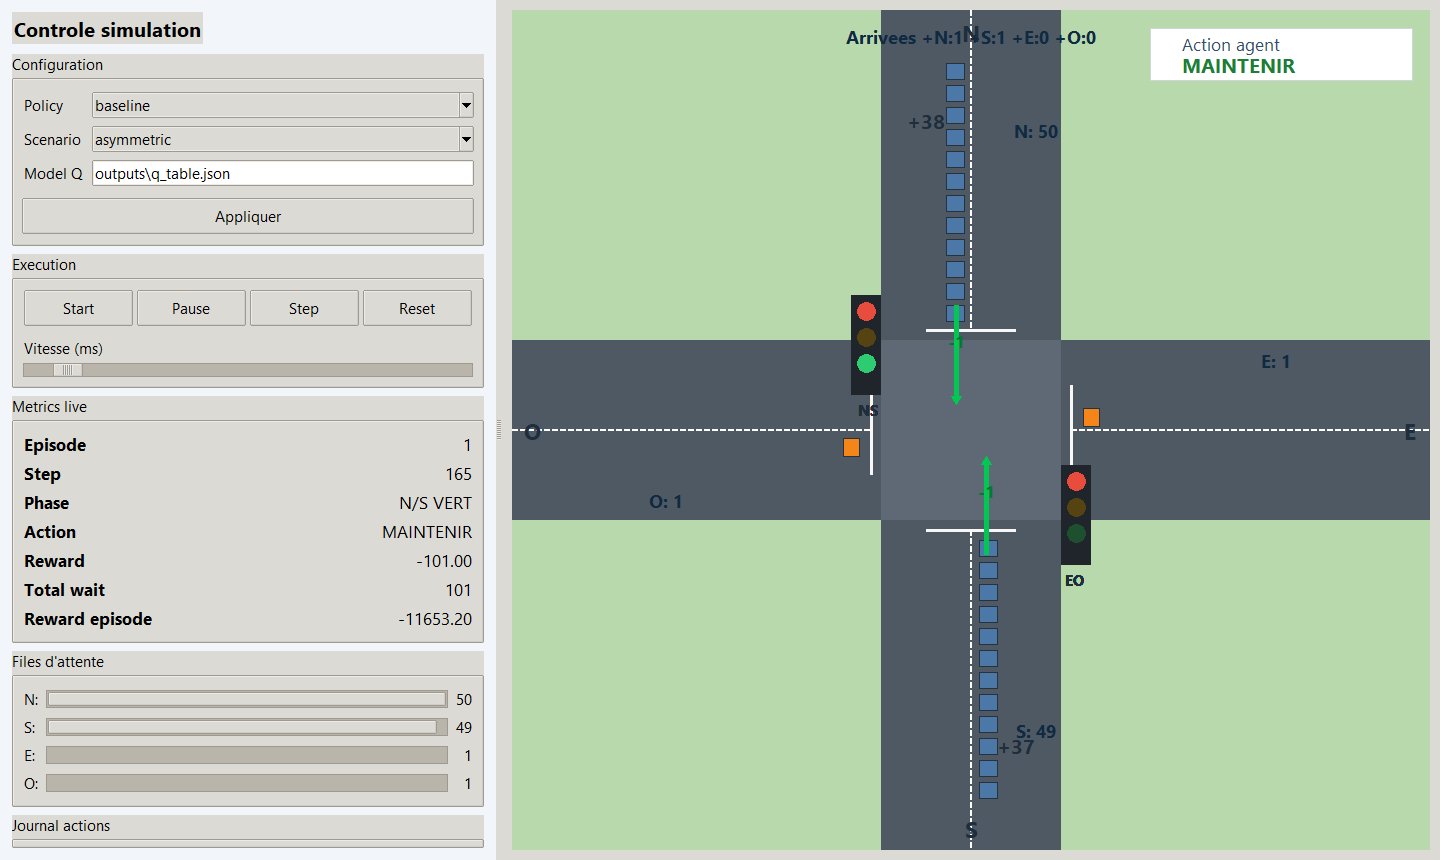 Controle simulation
Configuration
Policy baseline
Scenario asymmetric
Model Q outputs\q_table.json
Appliquer
Execution
Start Pause Step Reset
Vitesse (ms)
Metrics live
Episode 1
Step 165
Phase N/S VERT
Action MAINTENIR
Reward -101.00
Total wait 101
Reward episode -11653.20
Files d'attente
N: 50
S: 49
E: 1
O: 1
Journal actions
Arrivees +N:1 S:1 +E:0 +O:0
N
Action agent
MAINTENIR
+38
N: 50
-1
E: 1
NS
O
E
-1
O: 1
EO
S: 49
+37
S